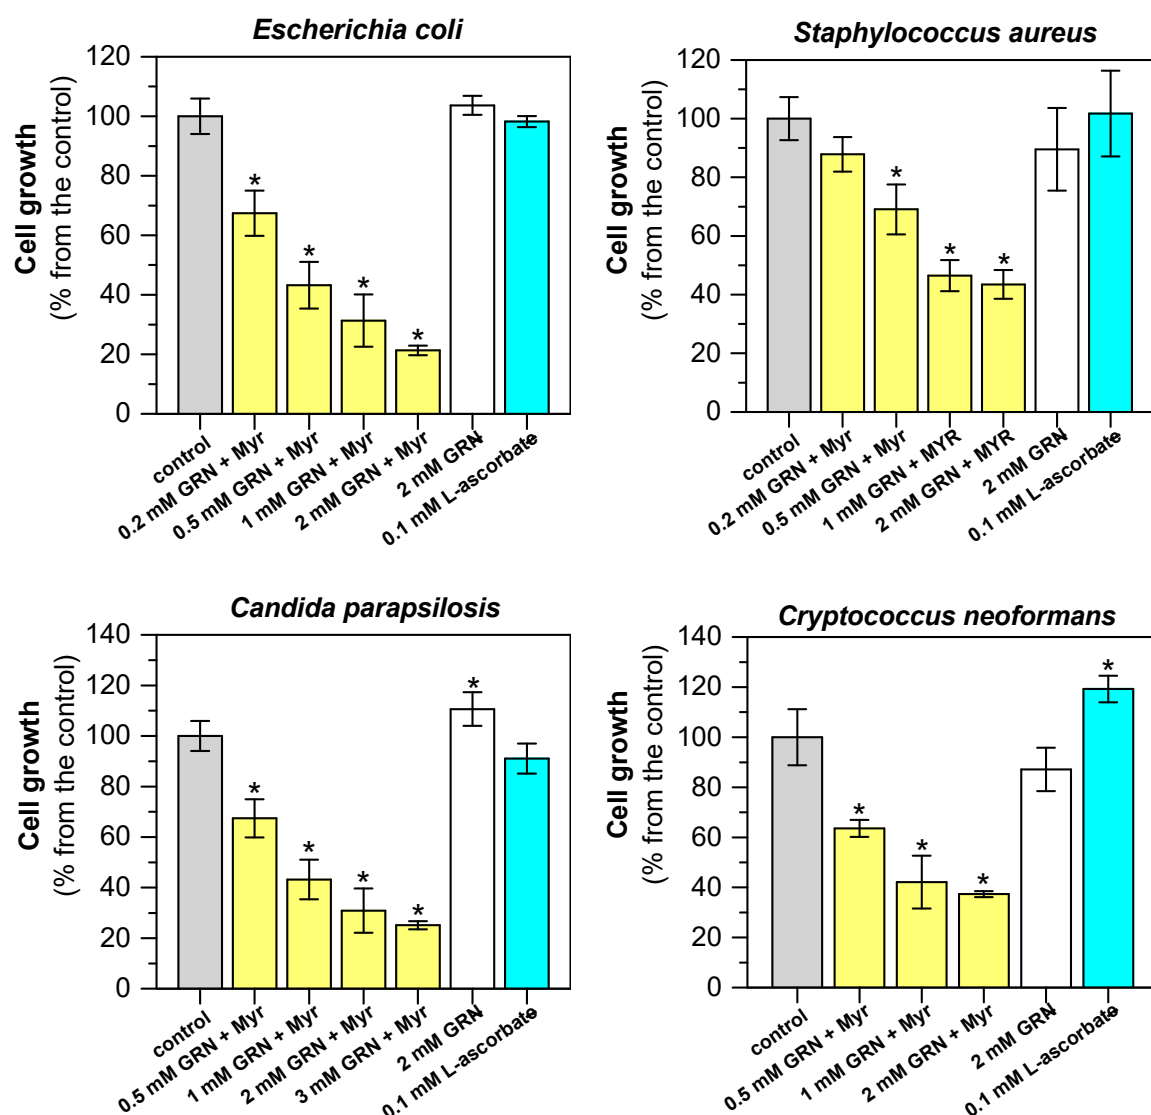 Escherichia coli
Cell growth
(% from the control)
120
100
80
60
40
20
0
control
0.2 mM GRN + Myr
0.5 mM GRN + Myr
1 mM GRN + Myr
2 mM GRN + Myr
2 mM GRN
0.1 mM L-ascorbate
*
*
*
*
Staphylococcus aureus
Cell growth
(% from the control)
120
100
80
60
40
20
0
control
0.2 mM GRN + Myr
0.5 mM GRN + Myr
1 mM GRN + MYR
2 mM GRN + MYR
2 mM GRN
0.1 mM L-ascorbate
*
*
*
Candida parapsilosis
Cell growth
(% from the control)
140
120
100
80
60
40
20
0
control
0.5 mM GRN + Myr
1 mM GRN + Myr
2 mM GRN + Myr
3 mM GRN + Myr
2 mM GRN
0.1 mM L-ascorbate
*
*
*
*
*
Cryptococcus neoformans
Cell growth
(% from the control)
140
120
100
80
60
40
20
0
control
0.5 mM GRN + Myr
1 mM GRN + Myr
2 mM GRN + Myr
2 mM GRN
0.1 mM L-ascorbate
*
*
*
*